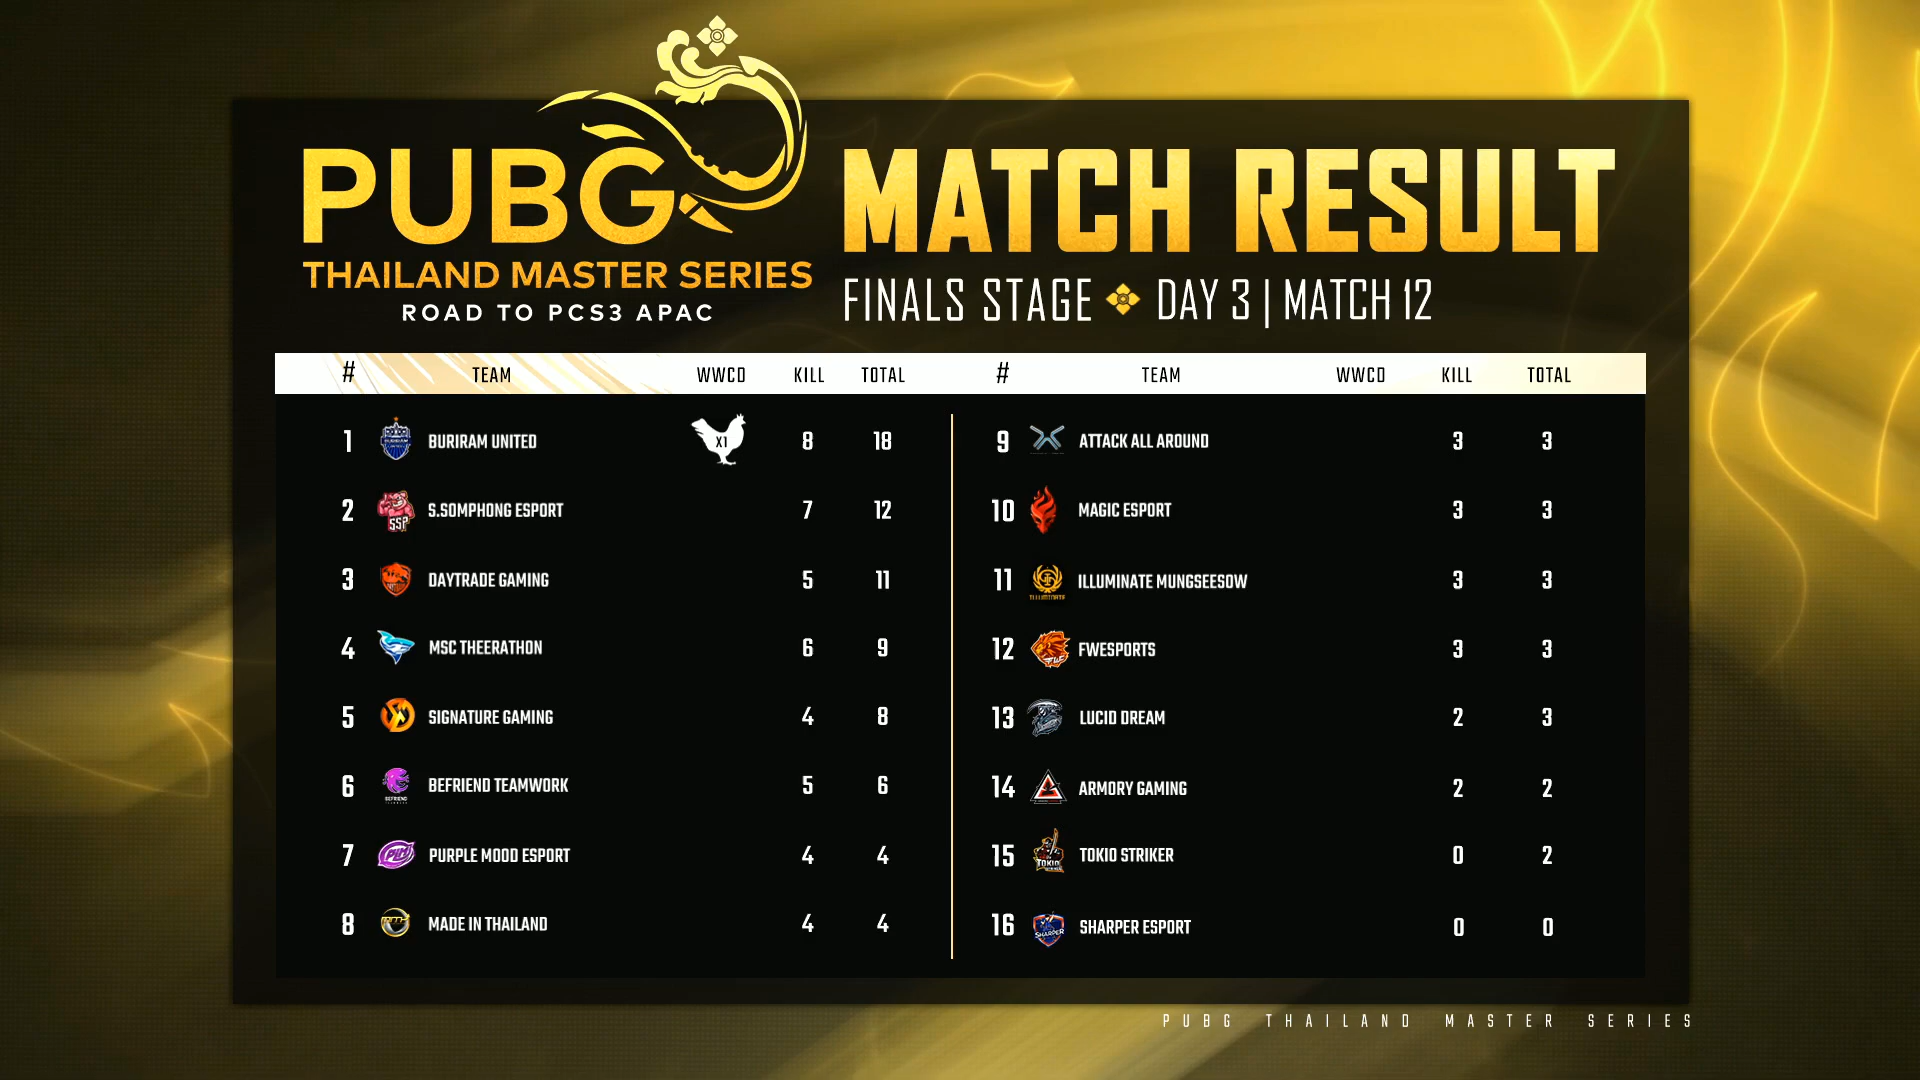 PUBG
THAILAND MASTER SERIES
ROAD TO PCS3 APAC
MATCH RESULT
FINALS STAGE DAY 3 | MATCH 12
# TEAM WWCD KILL TOTAL
1 BURIRAM UNITED X1 8 18
2 SSP S.SOMPHONG ESPORT 7 12
3 DAYTRADE GAMING 5 11
4 MSC THEERATHON 6 9
5 SIGNATURE GAMING 4 8
6 BEFRIEND BEFRIEND TEAMWORK 5 6
7 PURPLE MOOD ESPORT 4 4
8 MADE IN THAILAND 4 4
# TEAM WWCD KILL TOTAL
9 ATTACK ALL AROUND 3 3
10 MAGIC ESPORT 3 3
11 ILLUMINATE MUNGSEESOW 3 3
12 FWESPORTS 3 3
13 LUCID DREAM 2 3
14 ARMORY GAMING 2 2
15 TOKIO TOKIO STRIKER 0 2
16 SHARPER SHARPER ESPORT 0 0
PUBG THAILAND MASTER SERIES